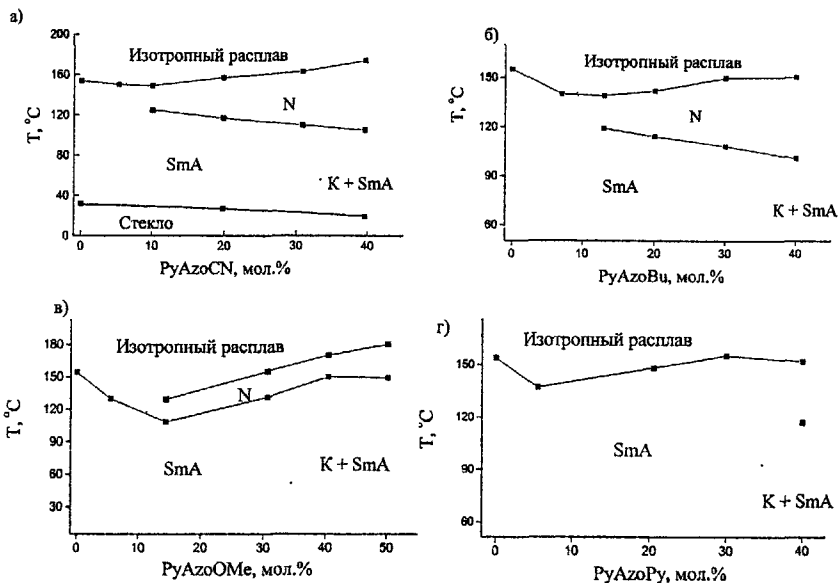 а)
Изотропный расплав
N
SmA
K + SmA
Стекло
T, °C
200
160
120
80
40
0
0 10 20 30 40
PyAzoCN, мол.%
б)
Изотропный расплав
N
SmA
K + SmA
T, °C
150
120
90
60
0 10 20 30 40
PyAzoBu, мол.%
в)
Изотропный расплав
N
SmA
K + SmA
T, °C
180
150
120
90
60
30
0 10 20 30 40 50
PyAzoOMe, мол.%
г)
Изотропный расплав
SmA
K + SmA
T, °C
150
120
90
60
0 10 20 30 40
PyAzoPy, мол.%